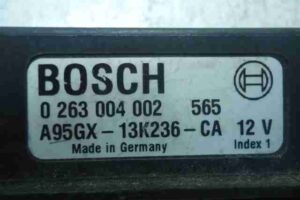 BOSCH
0 263 004 002 565
A95GX-13K236-CA 12 V
Made in Germany Index 1